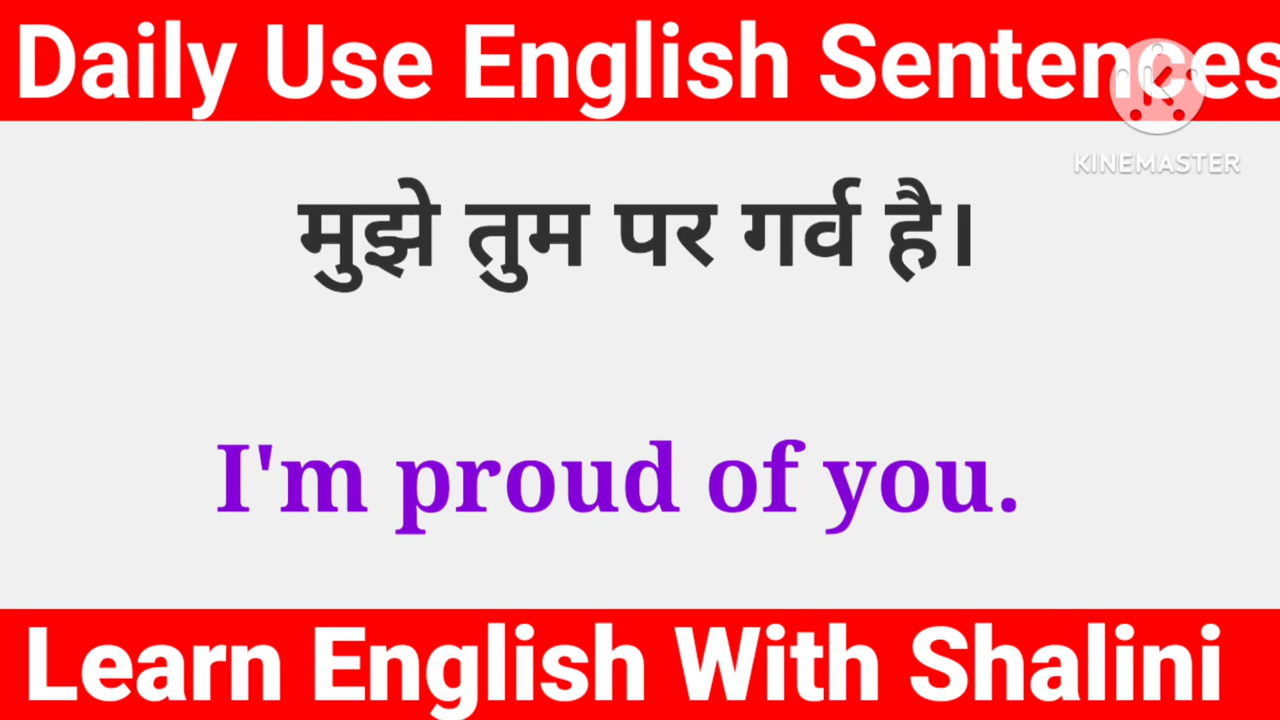 Daily Use English Sentences
KINEMASTER
मुझे तुम पर गर्व है।
I'm proud of you.
Learn English With Shalini